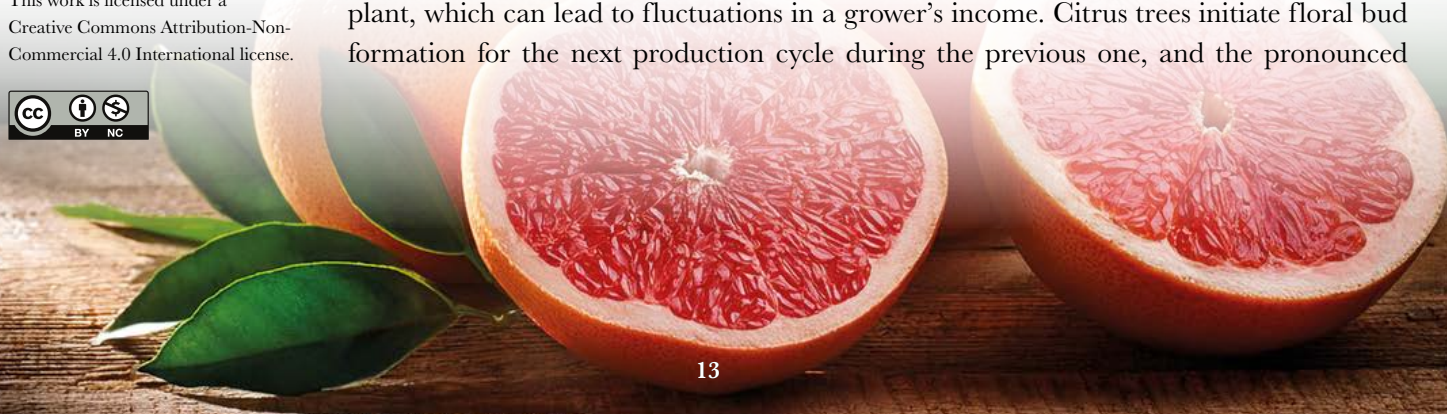 This work is licensed under a
Creative Commons Attribution-Non-
Commercial 4.0 International license.
cc
BY NC
plant, which can lead to fluctuations in a grower’s income. Citrus trees initiate floral bud
formation for the next production cycle during the previous one, and the pronounced
13